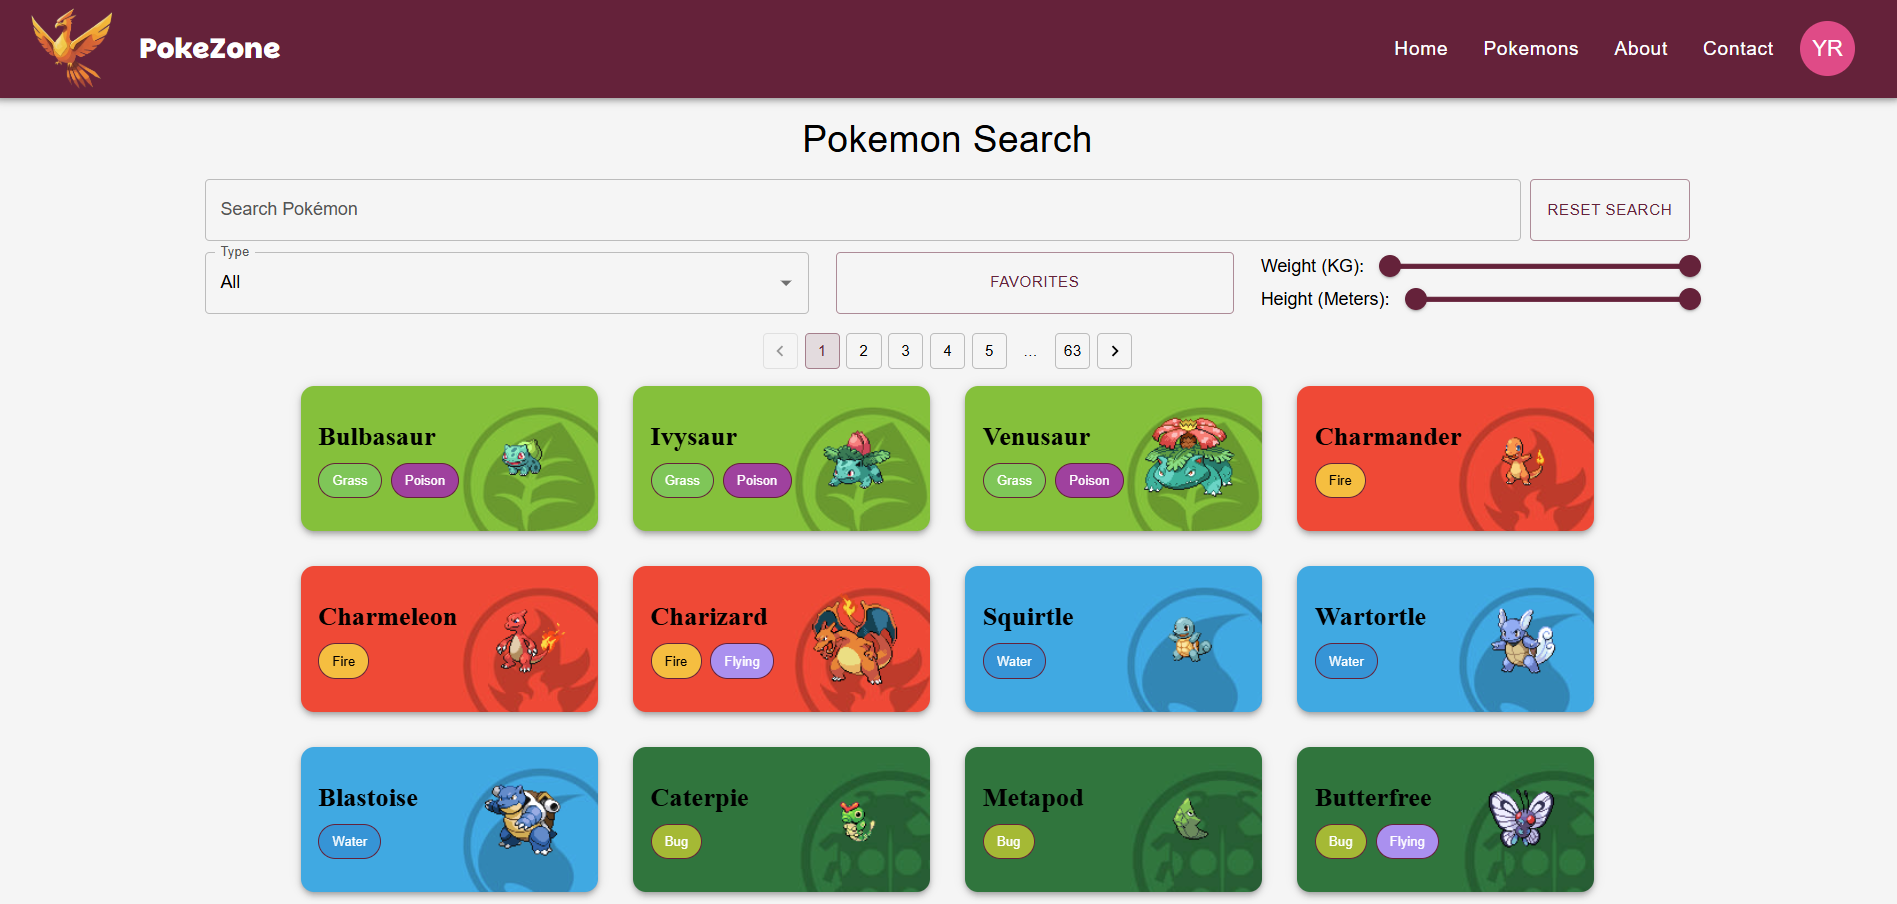 PokeZone
Home Pokemons About Contact YR
Pokemon Search
Search Pokémon RESET SEARCH
Type
All FAVORITES
Weight (KG):
Height (Meters):
1 2 3 4 5 ... 63
Bulbasaur Ivysaur Venusaur Charmander
Grass Poison Grass Poison Grass Poison Fire
Charmeleon Charizard Squirtle Wartortle
Fire Fire Flying Water Water
Blastoise Caterpie Metapod Butterfree
Water Bug Bug Bug Flying